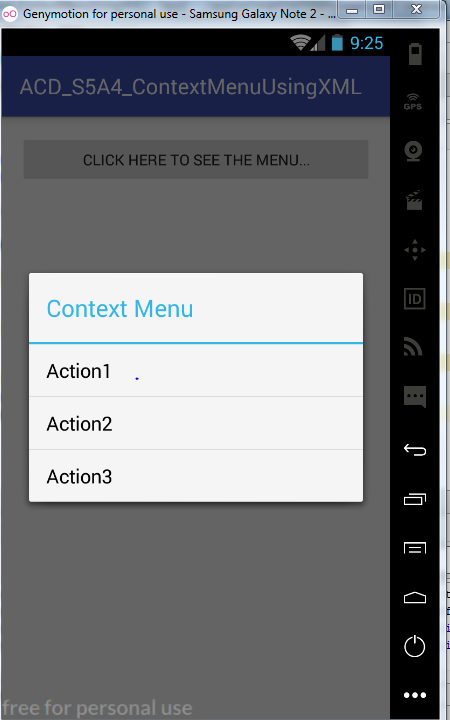 Genymotion for personal use - Samsung Galaxy Note 2 - ...
9:25
ACD_S5A4_ContextMenuUsingXML
GPS
CLICK HERE TO SEE THE MENU...
ID
Context Menu
Action1
Action2
Action3
free for personal use